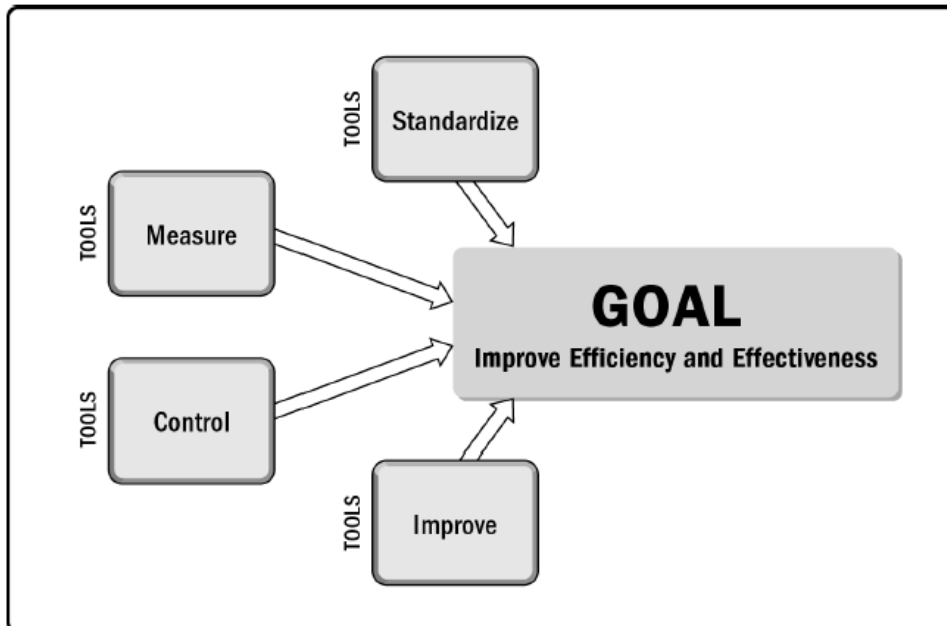 TOOLS
Standardize
TOOLS
Measure
GOAL
Improve Efficiency and Effectiveness
TOOLS
Control
TOOLS
Improve